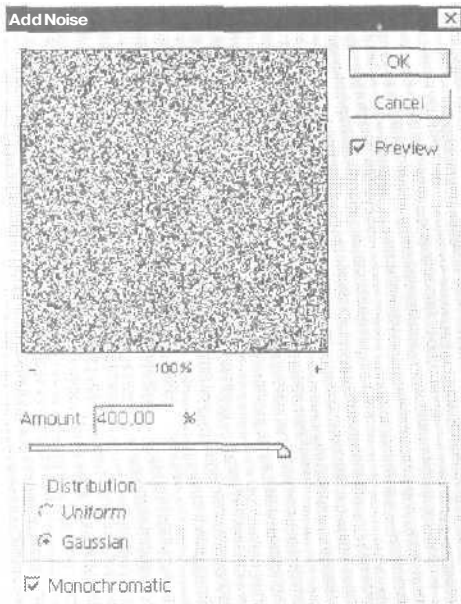 Add Noise
OK
Cancel
Preview
- 100% +
Amount: 400,00 %
Distribution
Uniform
Gaussian
Monochromatic